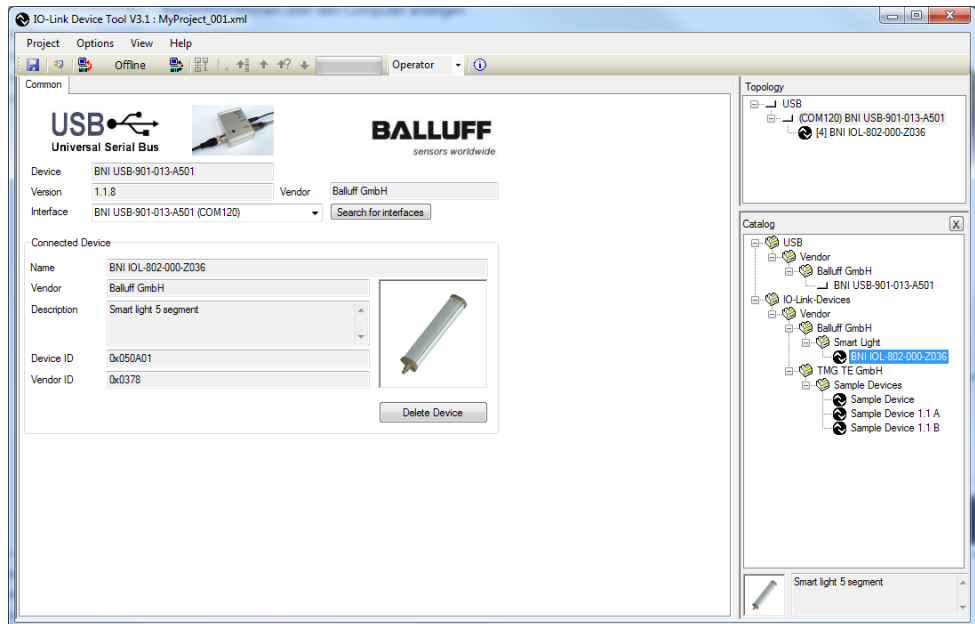 IO-Link Device Tool V3.1 : MyProject_001.xml
Project Options View Help
Offline Operator
Common
USB
Universal Serial Bus
BALLUFF
sensors worldwide
Device BNI USB-901-013-A501
Version 1.1.8 Vendor Balluff GmbH
Interface BNI USB-901-013-A501 (COM120) Search for interfaces
Connected Device
Name BNI IOL-802-000-Z036
Vendor Balluff GmbH
Description Smart light 5 segment
Device ID 0x050A01
Vendor ID 0x0378
Delete Device
Topology
USB
(COM120) BNI USB-901-013-A501
[4] BNI IOL-802-000-Z036
Catalog X
USB
Vendor
Balluff GmbH
BNI USB-901-013-A501
IO-Link-Devices
Vendor
Balluff GmbH
Smart Light
BNI IOL-802-000-Z036
TMG TE GmbH
Sample Devices
Sample Device
Sample Device 1.1 A
Sample Device 1.1 B
Smart light 5 segment